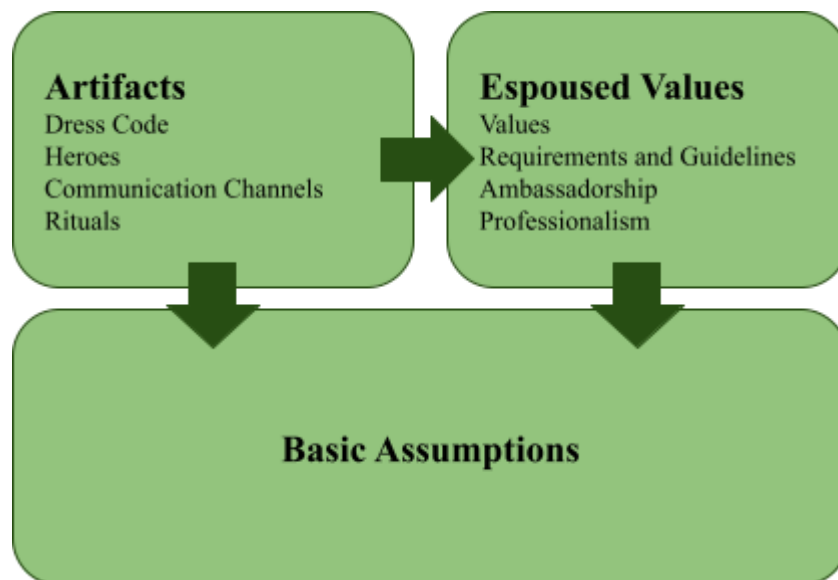 Artifacts
Dress Code
Heroes
Communication Channels
Rituals
Espoused Values
Values
Requirements and Guidelines
Ambassadorship
Professionalism
Basic Assumptions